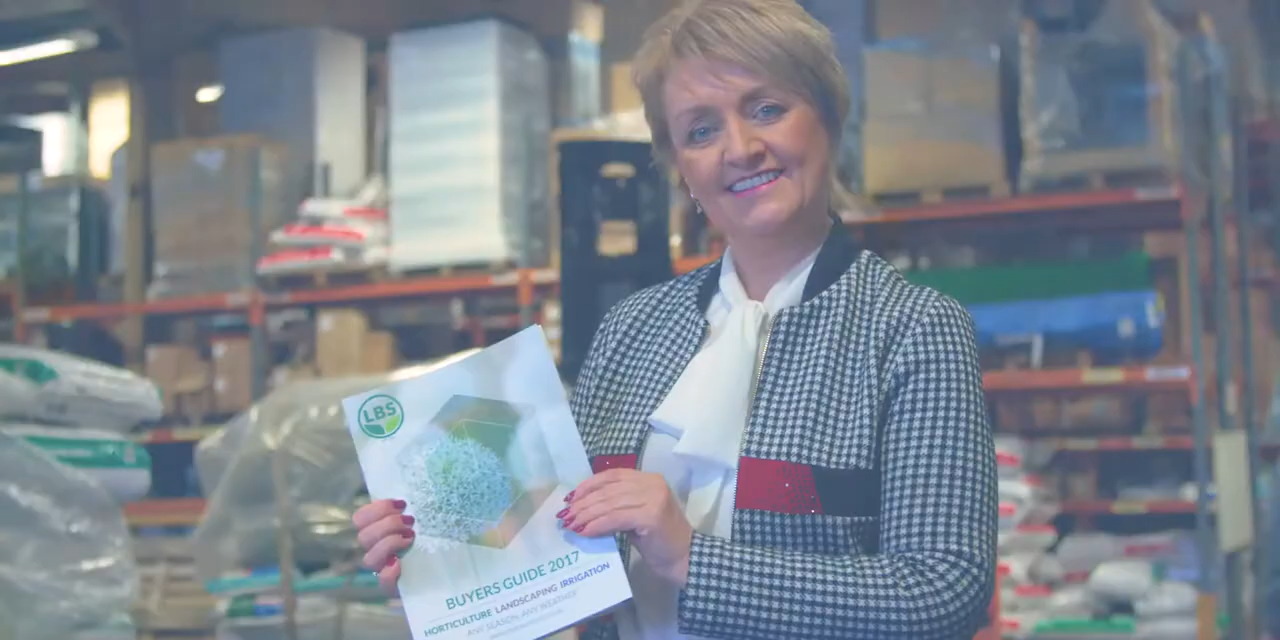 LBS
BUYERS GUIDE 2017
HORTICULTURE LANDSCAPING IRRIGATION
ANY SEASON, ANY WEATHER